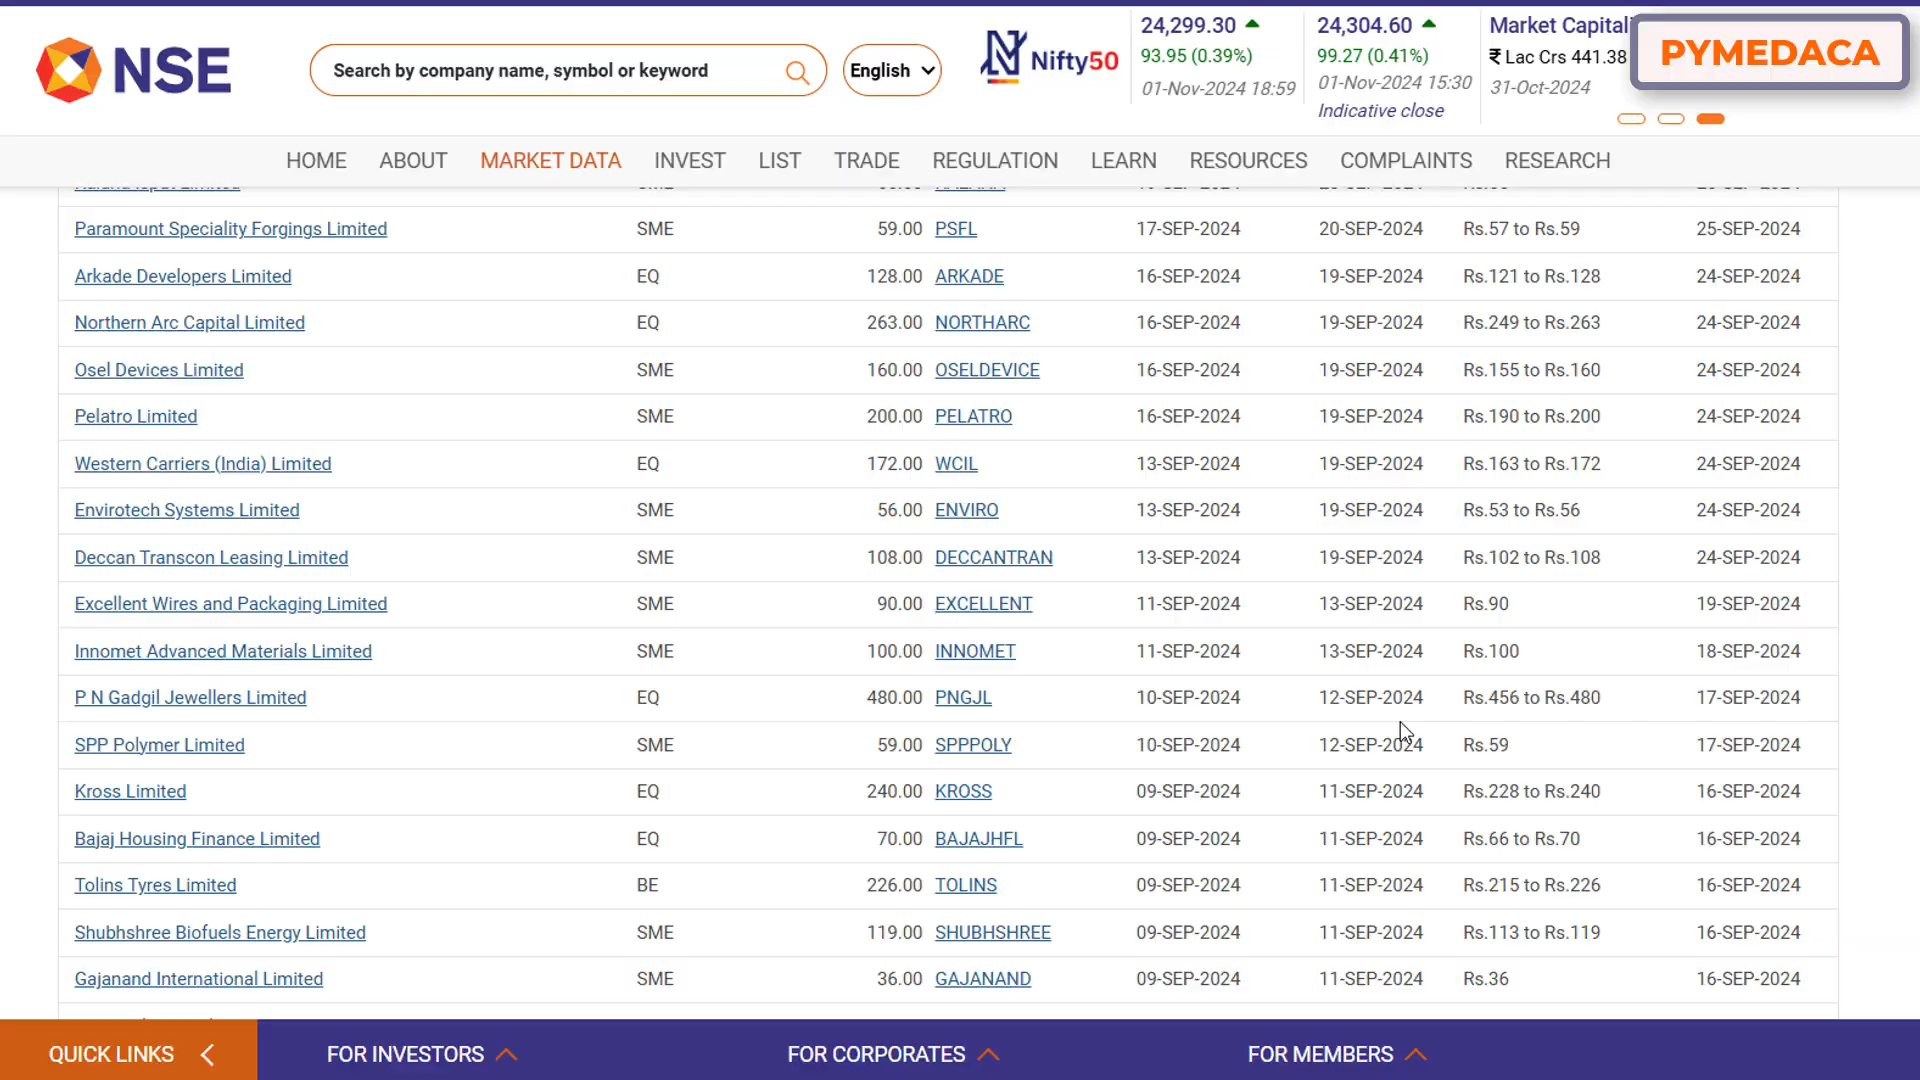 NSE
Search by company name, symbol or keyword
English
Nifty50
24,299.30
93.95 (0.39%)
01-Nov-2024 18:59
24,304.60
99.27 (0.41%)
01-Nov-2024 15:30
Indicative close
Market Capitali
₹ Lac Crs 441.38
31-Oct-2024
PYMEDACA
HOME ABOUT MARKET DATA INVEST LIST TRADE REGULATION LEARN RESOURCES COMPLAINTS RESEARCH
Paramount Speciality Forgings Limited SME 59.00 PSFL 17-SEP-2024 20-SEP-2024 Rs.57 to Rs.59 25-SEP-2024
Arkade Developers Limited EQ 128.00 ARKADE 16-SEP-2024 19-SEP-2024 Rs.121 to Rs.128 24-SEP-2024
Northern Arc Capital Limited EQ 263.00 NORTHARC 16-SEP-2024 19-SEP-2024 Rs.249 to Rs.263 24-SEP-2024
Osel Devices Limited SME 160.00 OSELDEVICE 16-SEP-2024 19-SEP-2024 Rs.155 to Rs.160 24-SEP-2024
Pelatro Limited SME 200.00 PELATRO 16-SEP-2024 19-SEP-2024 Rs.190 to Rs.200 24-SEP-2024
Western Carriers (India) Limited EQ 172.00 WCIL 13-SEP-2024 19-SEP-2024 Rs.163 to Rs.172 24-SEP-2024
Envirotech Systems Limited SME 56.00 ENVIRO 13-SEP-2024 19-SEP-2024 Rs.53 to Rs.56 24-SEP-2024
Deccan Transcon Leasing Limited SME 108.00 DECCANTRAN 13-SEP-2024 19-SEP-2024 Rs.102 to Rs.108 24-SEP-2024
Excellent Wires and Packaging Limited SME 90.00 EXCELLENT 11-SEP-2024 13-SEP-2024 Rs.90 19-SEP-2024
Innomet Advanced Materials Limited SME 100.00 INNOMET 11-SEP-2024 13-SEP-2024 Rs.100 18-SEP-2024
P N Gadgil Jewellers Limited EQ 480.00 PNGJL 10-SEP-2024 12-SEP-2024 Rs.456 to Rs.480 17-SEP-2024
SPP Polymer Limited SME 59.00 SPPPOLY 10-SEP-2024 12-SEP-2024 Rs.59 17-SEP-2024
Kross Limited EQ 240.00 KROSS 09-SEP-2024 11-SEP-2024 Rs.228 to Rs.240 16-SEP-2024
Bajaj Housing Finance Limited EQ 70.00 BAJAJHFL 09-SEP-2024 11-SEP-2024 Rs.66 to Rs.70 16-SEP-2024
Tolins Tyres Limited BE 226.00 TOLINS 09-SEP-2024 11-SEP-2024 Rs.215 to Rs.226 16-SEP-2024
Shubhshree Biofuels Energy Limited SME 119.00 SHUBHSHREE 09-SEP-2024 11-SEP-2024 Rs.113 to Rs.119 16-SEP-2024
Gajanand International Limited SME 36.00 GAJANAND 09-SEP-2024 11-SEP-2024 Rs.36 16-SEP-2024
QUICK LINKS FOR INVESTORS FOR CORPORATES FOR MEMBERS